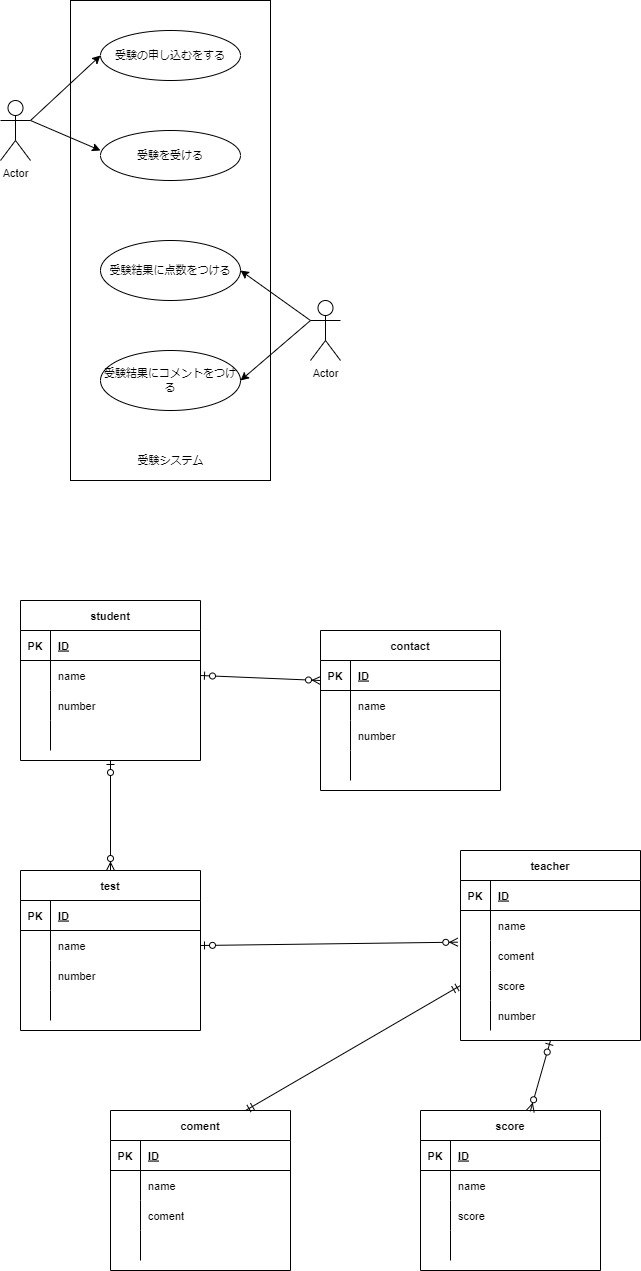 受験の申し込むをする
Actor
受験を受ける
受験結果に点数をつける
Actor
受験結果にコメントをつけ
る
受験システム
student
PK ID
name
number
contact
PK ID
name
number
test
PK ID
name
number
teacher
PK ID
name
coment
score
number
coment
PK ID
name
coment
score
PK ID
name
score